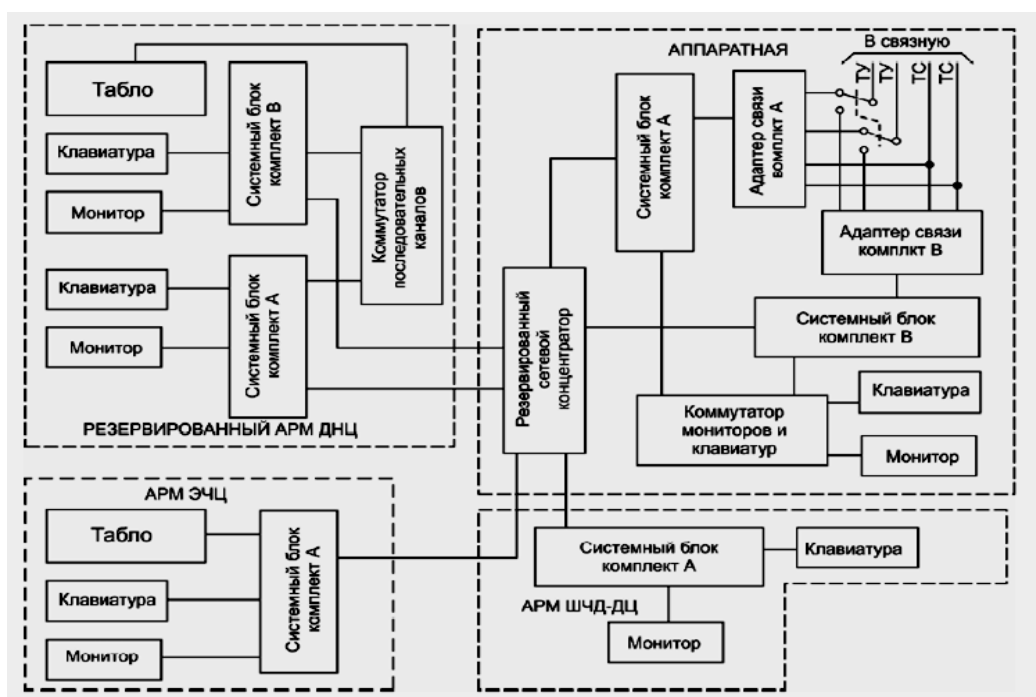 Табло
Клавиатура
Монитор
Клавиатура
Монитор
Системный блок
комплект В
Системный блок
комплект А
Коммутатор
последовательных
каналов
РЕЗЕРВИРОВАННЫЙ АРМ ДНЦ
АППАРАТНАЯ
В связную
ТУ
ТУ
ТС
ТС
Системный блок
комплект А
Адаптер связи
вомплкт А
Адаптер связи
комплкт В
Резервированный
сетевой
концентратор
Системный блок
комплект В
Коммутатор
мониторов и
клавиатур
Клавиатура
Монитор
АРМ ЭЧЦ
Табло
Клавиатура
Монитор
Системный блок
комплект А
Системный блок
комплект А
Клавиатура
АРМ ШЧД-ДЦ
Монитор